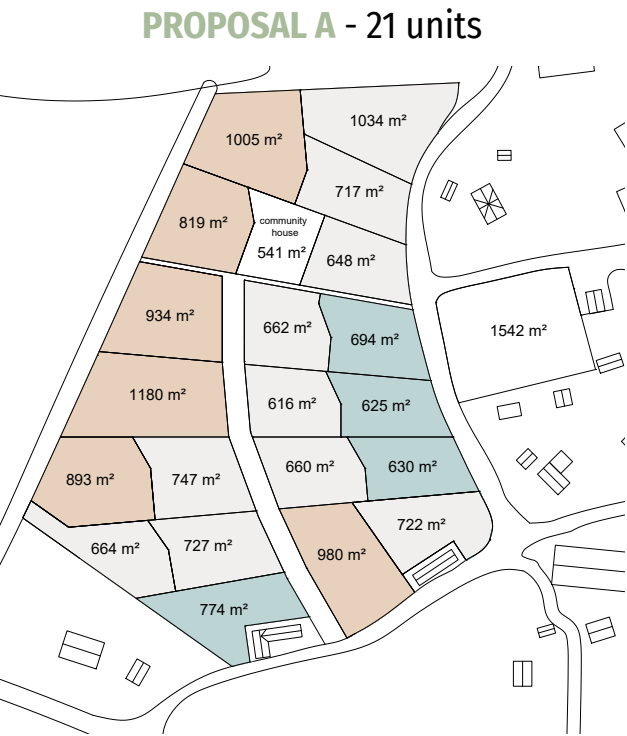 PROPOSAL A - 21 units
1034 m²
1005 m²
717 m²
819 m²
community
house
541 m²
648 m²
934 m²
662 m²
694 m²
1542 m²
1180 m²
616 m²
625 m²
893 m²
747 m²
660 m²
630 m²
664 m²
727 m²
980 m²
722 m²
774 m²